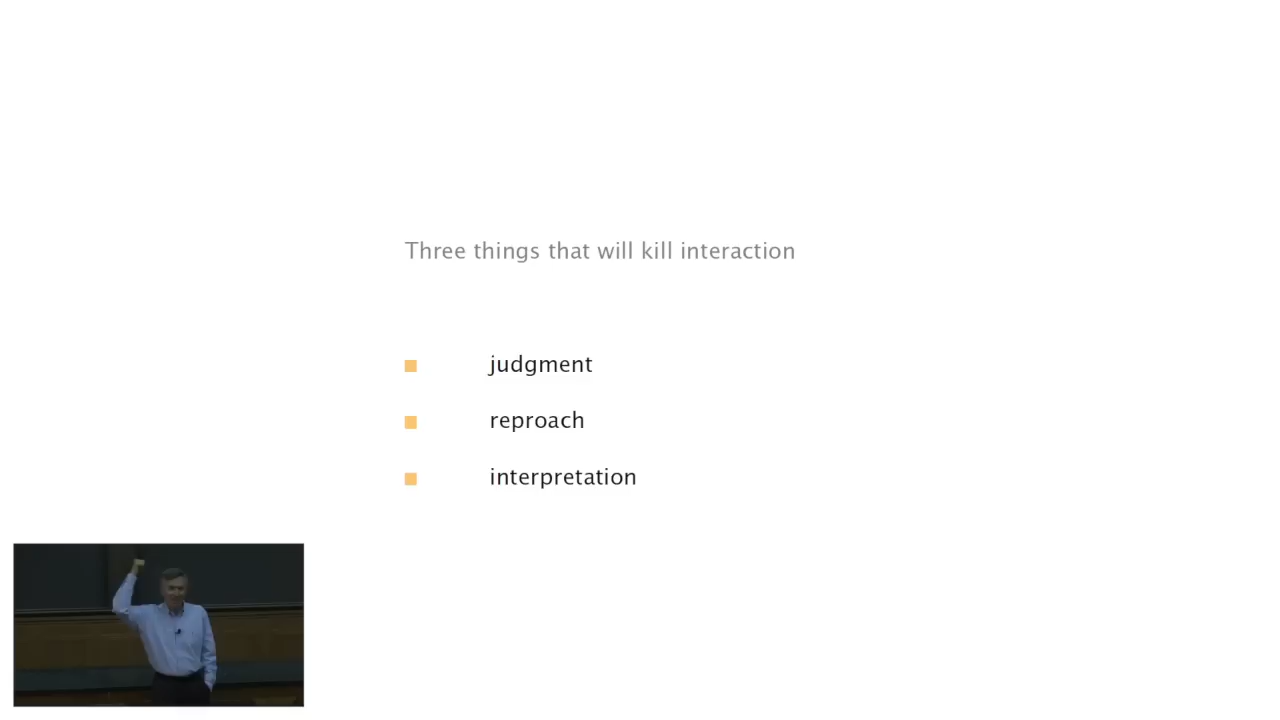 Three things that will kill interaction
judgment
reproach
interpretation